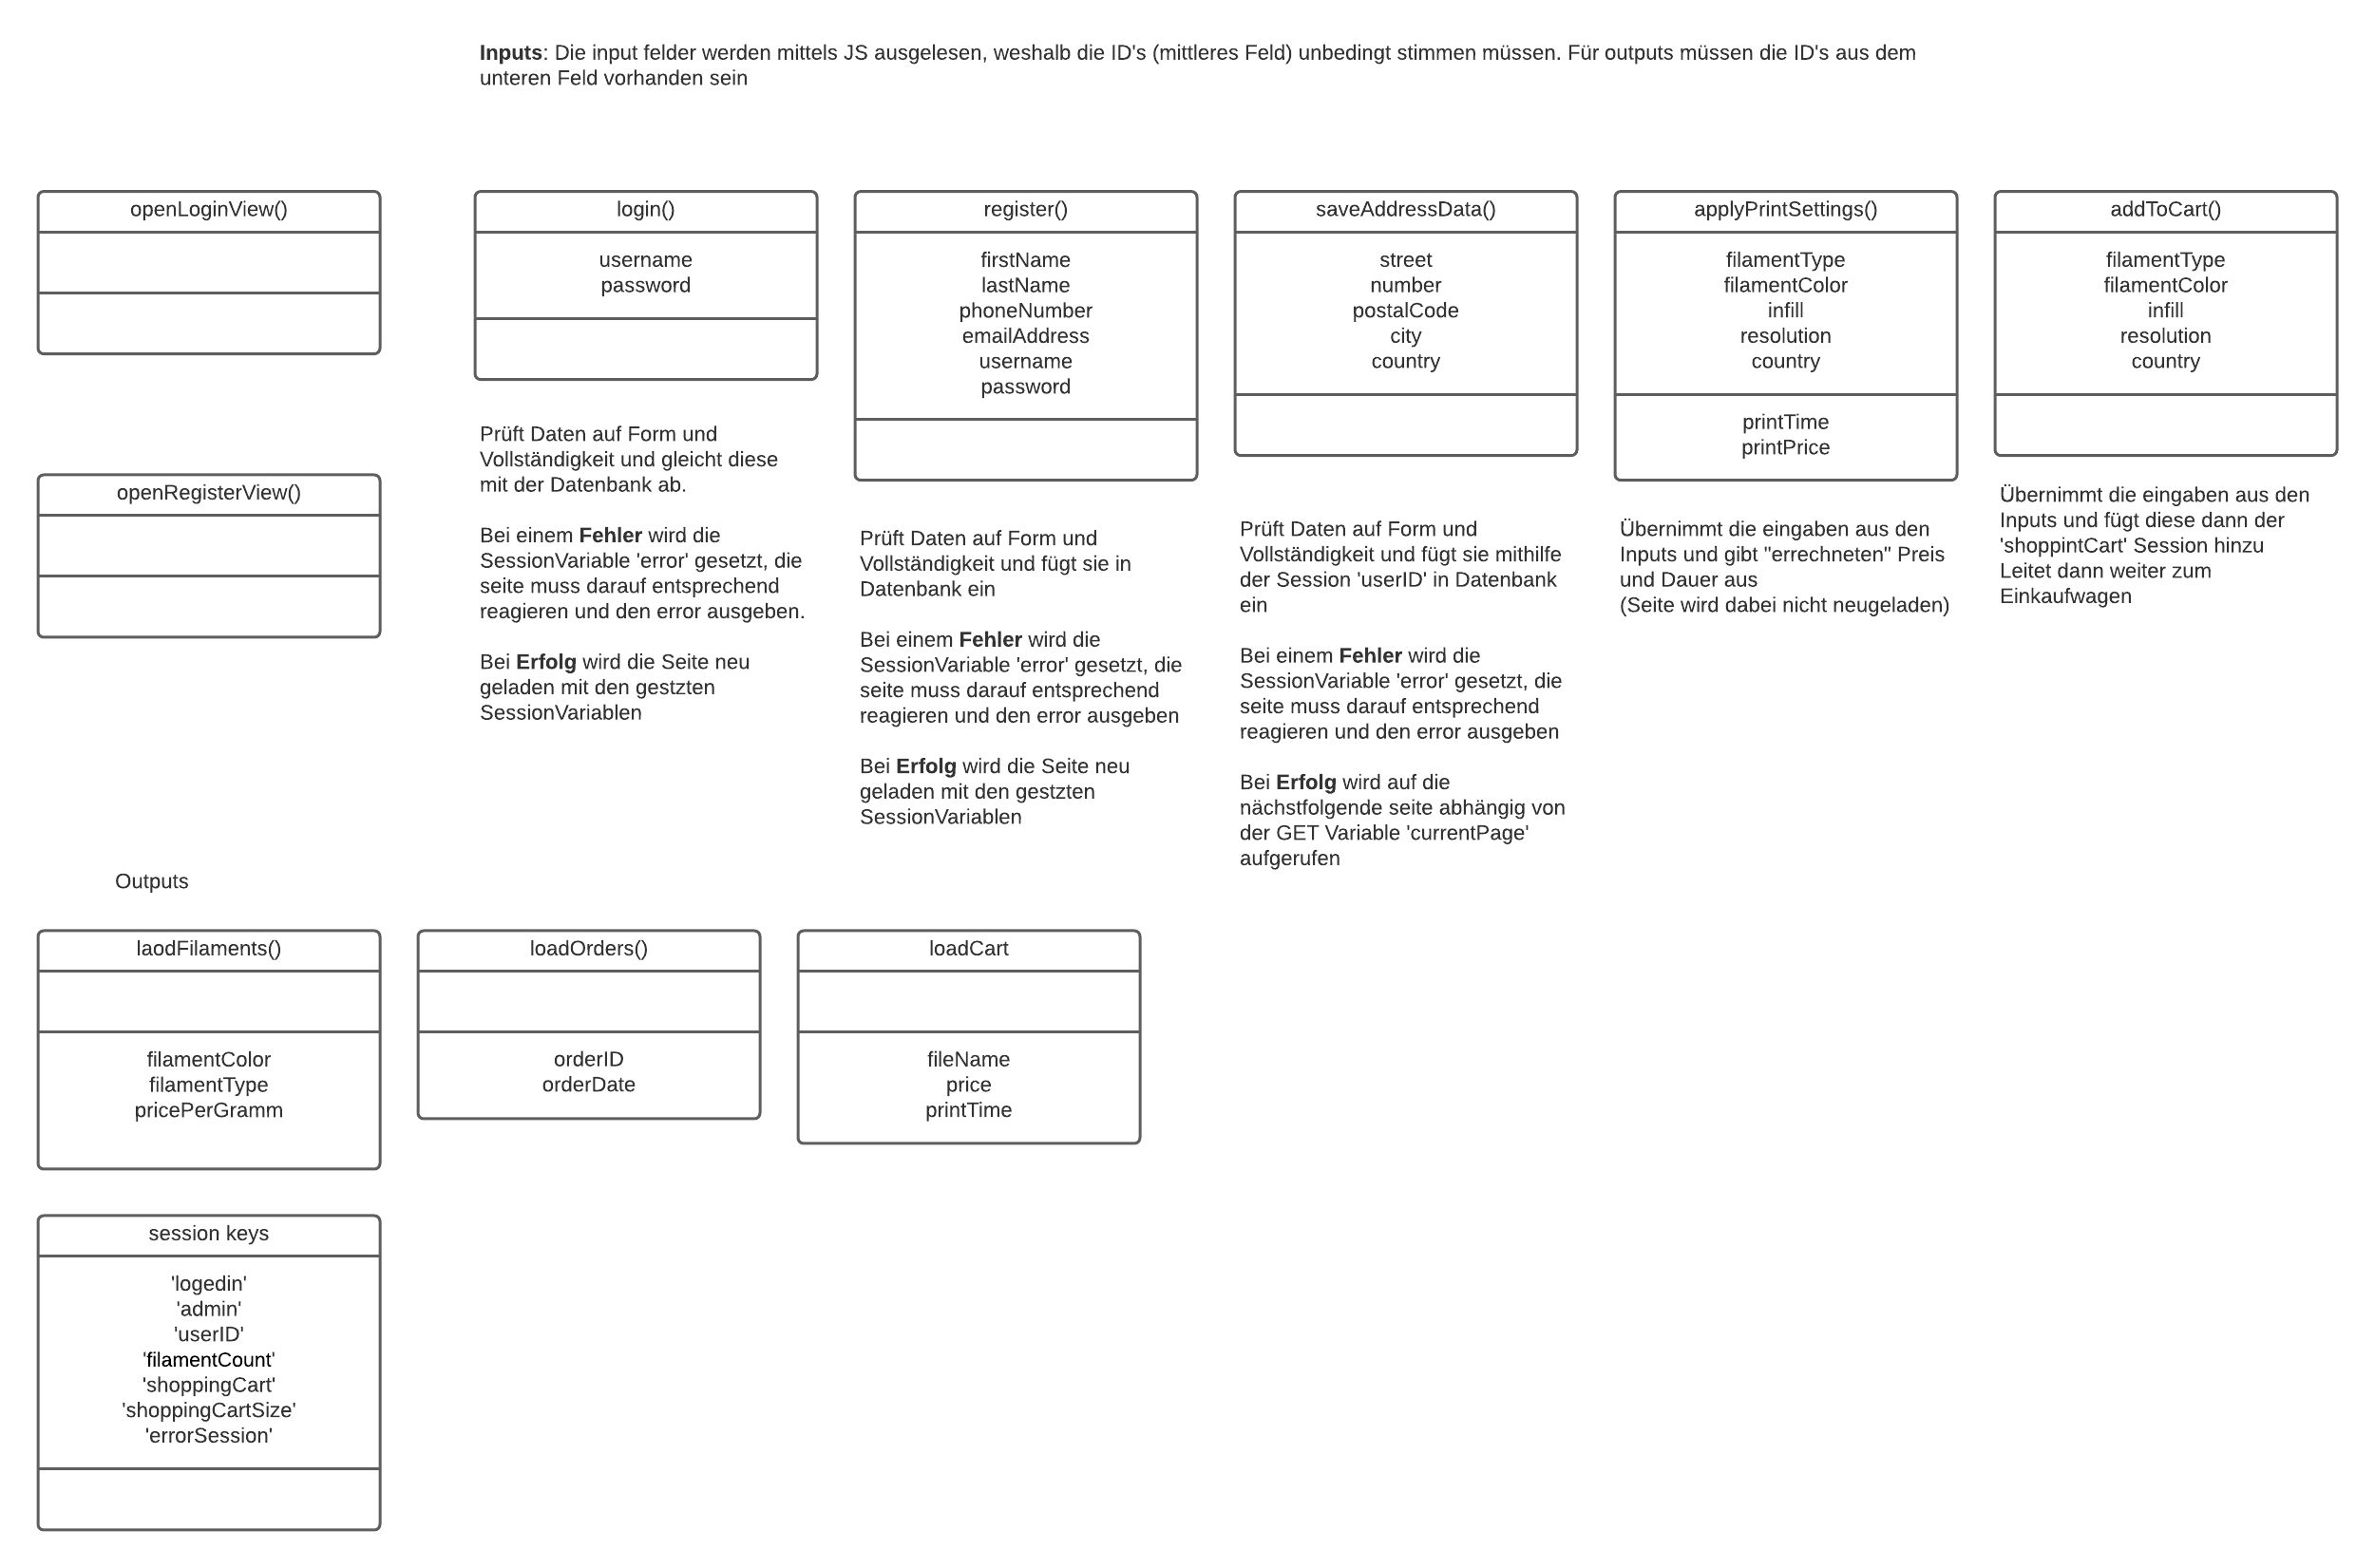 Inputs: Die input felder werden mittels JS ausgelesen, weshalb die ID's (mittleres Feld) unbedingt stimmen müssen. Für outputs müssen die ID's aus dem
unteren Feld vorhanden sein
openLoginView()
openRegisterView()
login()
username
password
Prüft Daten auf Form und
Vollständigkeit und gleicht diese
mit der Datenbank ab.
Bei einem Fehler wird die
SessionVariable 'error' gesetzt, die
seite muss darauf entsprechend
reagieren und den error ausgeben.
Bei Erfolg wird die Seite neu
geladen mit den gestzten
SessionVariablen
register()
firstName
lastName
phoneNumber
emailAddress
username
password
Prüft Daten auf Form und
Vollständigkeit und fügt sie in
Datenbank ein
Bei einem Fehler wird die
SessionVariable 'error' gesetzt, die
seite muss darauf entsprechend
reagieren und den error ausgeben
Bei Erfolg wird die Seite neu
geladen mit den gestzten
SessionVariablen
saveAddressData()
street
number
postalCode
city
country
Prüft Daten auf Form und
Vollständigkeit und fügt sie mithilfe
der Session 'userID' in Datenbank
ein
Bei einem Fehler wird die
SessionVariable 'error' gesetzt, die
seite muss darauf entsprechend
reagieren und den error ausgeben
Bei Erfolg wird auf die
nächstfolgende seite abhängig von
der GET Variable 'currentPage'
aufgerufen
applyPrintSettings()
filamentType
filamentColor
infill
resolution
country
printTime
printPrice
Übernimmt die eingaben aus den
Inputs und gibt "errechneten" Preis
und Dauer aus
(Seite wird dabei nicht neugeladen)
addToCart()
filamentType
filamentColor
infill
resolution
country
Übernimmt die eingaben aus den
Inputs und fügt diese dann der
'shoppintCart' Session hinzu
Leitet dann weiter zum
Einkaufwagen
Outputs
laodFilaments()
filamentColor
filamentType
pricePerGramm
loadOrders()
orderID
orderDate
loadCart
fileName
price
printTime
session keys
'logedin'
'admin'
'userID'
'filamentCount'
'shoppingCart'
'shoppingCartSize'
'errorSession'